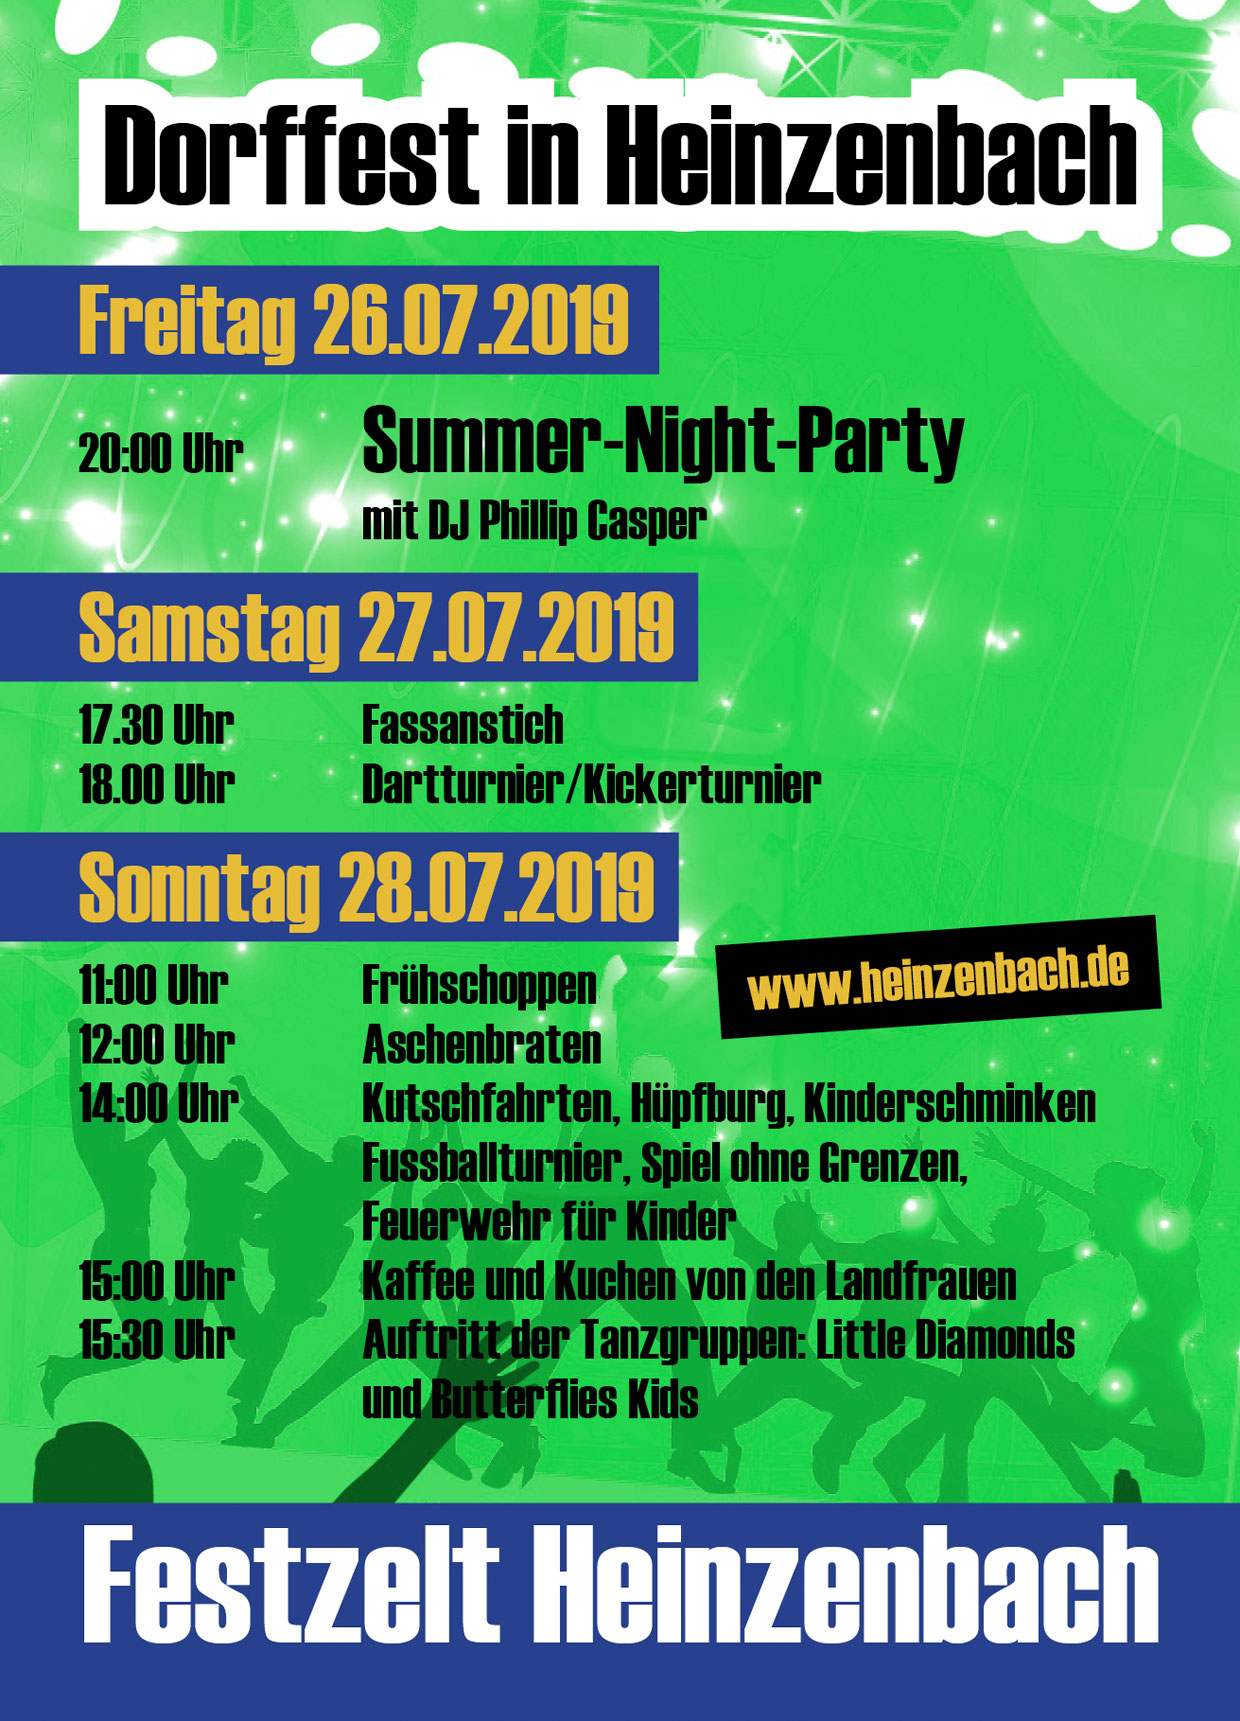 Dorffest in Heinzenbach
Freitag 26.07.2019
20:00 Uhr Summer-Night-Party
mit DJ Phillip Casper
Samstag 27.07.2019
17.30 Uhr Fassanstich
18.00 Uhr Dartturnier/Kickerturnier
Sonntag 28.07.2019
www.heinzenbach.de
11:00 Uhr Frühschoppen
12:00 Uhr Aschenbraten
14:00 Uhr Kutschfahrten, Hüpfburg, Kinderschminken
Fussballturnier, Spiel ohne Grenzen,
Feuerwehr für Kinder
15:00 Uhr Kaffee und Kuchen von den Landfrauen
15:30 Uhr Auftritt der Tanzgruppen: Little Diamonds
und Butterflies Kids
Festzelt Heinzenbach